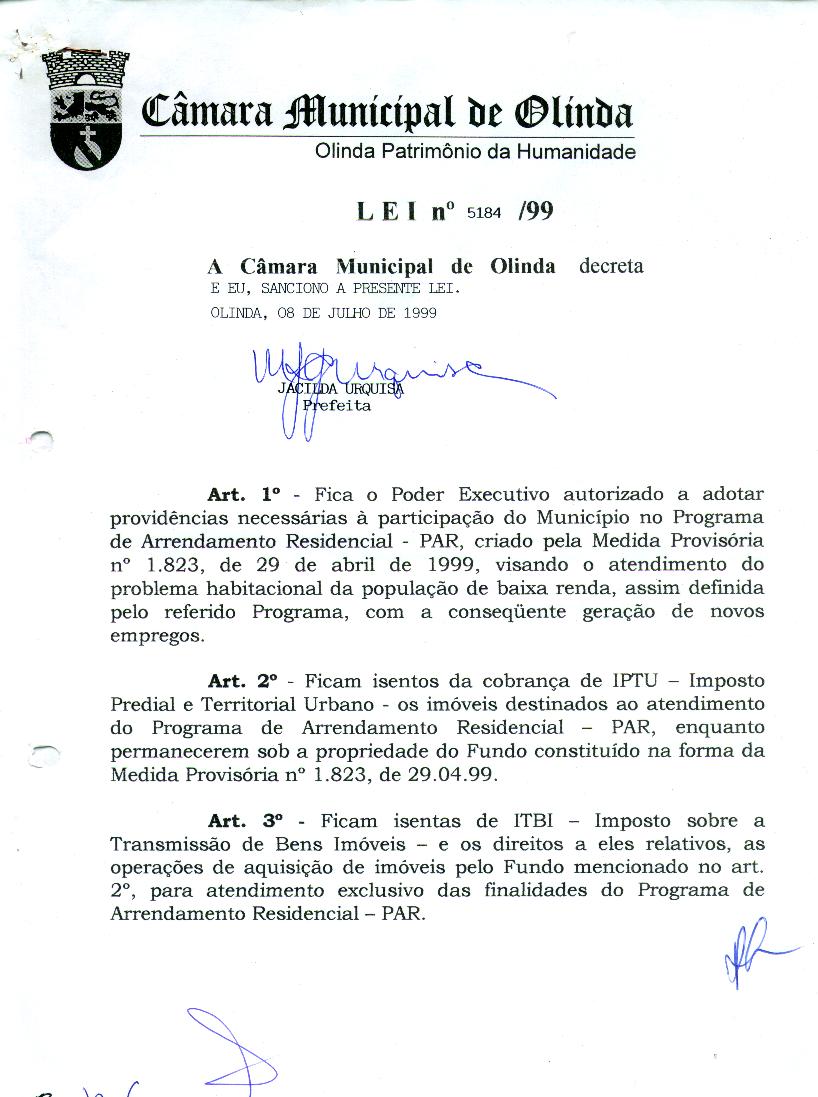 Câmara Municipal de Olinda
Olinda Patrimônio da Humanidade
L E I nº 5184 /99
A Câmara Municipal de Olinda decreta
E EU, SANCIONO A PRESENTE LEI.
OLINDA, 08 DE JULHO DE 1999
JACILDA URQUISA
Prefeita
Art. 1º - Fica o Poder Executivo autorizado a adotar
providências necessárias à participação do Município no Programa
de Arrendamento Residencial - PAR, criado pela Medida Provisória
nº 1.823, de 29 de abril de 1999, visando o atendimento do
problema habitacional da população de baixa renda, assim definida
pelo referido Programa, com a conseqüente geração de novos
empregos.
Art. 2º - Ficam isentos da cobrança de IPTU – Imposto
Predial e Territorial Urbano - os imóveis destinados ao atendimento
do Programa de Arrendamento Residencial – PAR, enquanto
permanecerem sob a propriedade do Fundo constituído na forma da
Medida Provisória nº 1.823, de 29.04.99.
Art. 3º - Ficam isentas de ITBI – Imposto sobre a
Transmissão de Bens Imóveis – e os direitos a eles relativos, as
operações de aquisição de imóveis pelo Fundo mencionado no art.
2º, para atendimento exclusivo das finalidades do Programa de
Arrendamento Residencial – PAR.